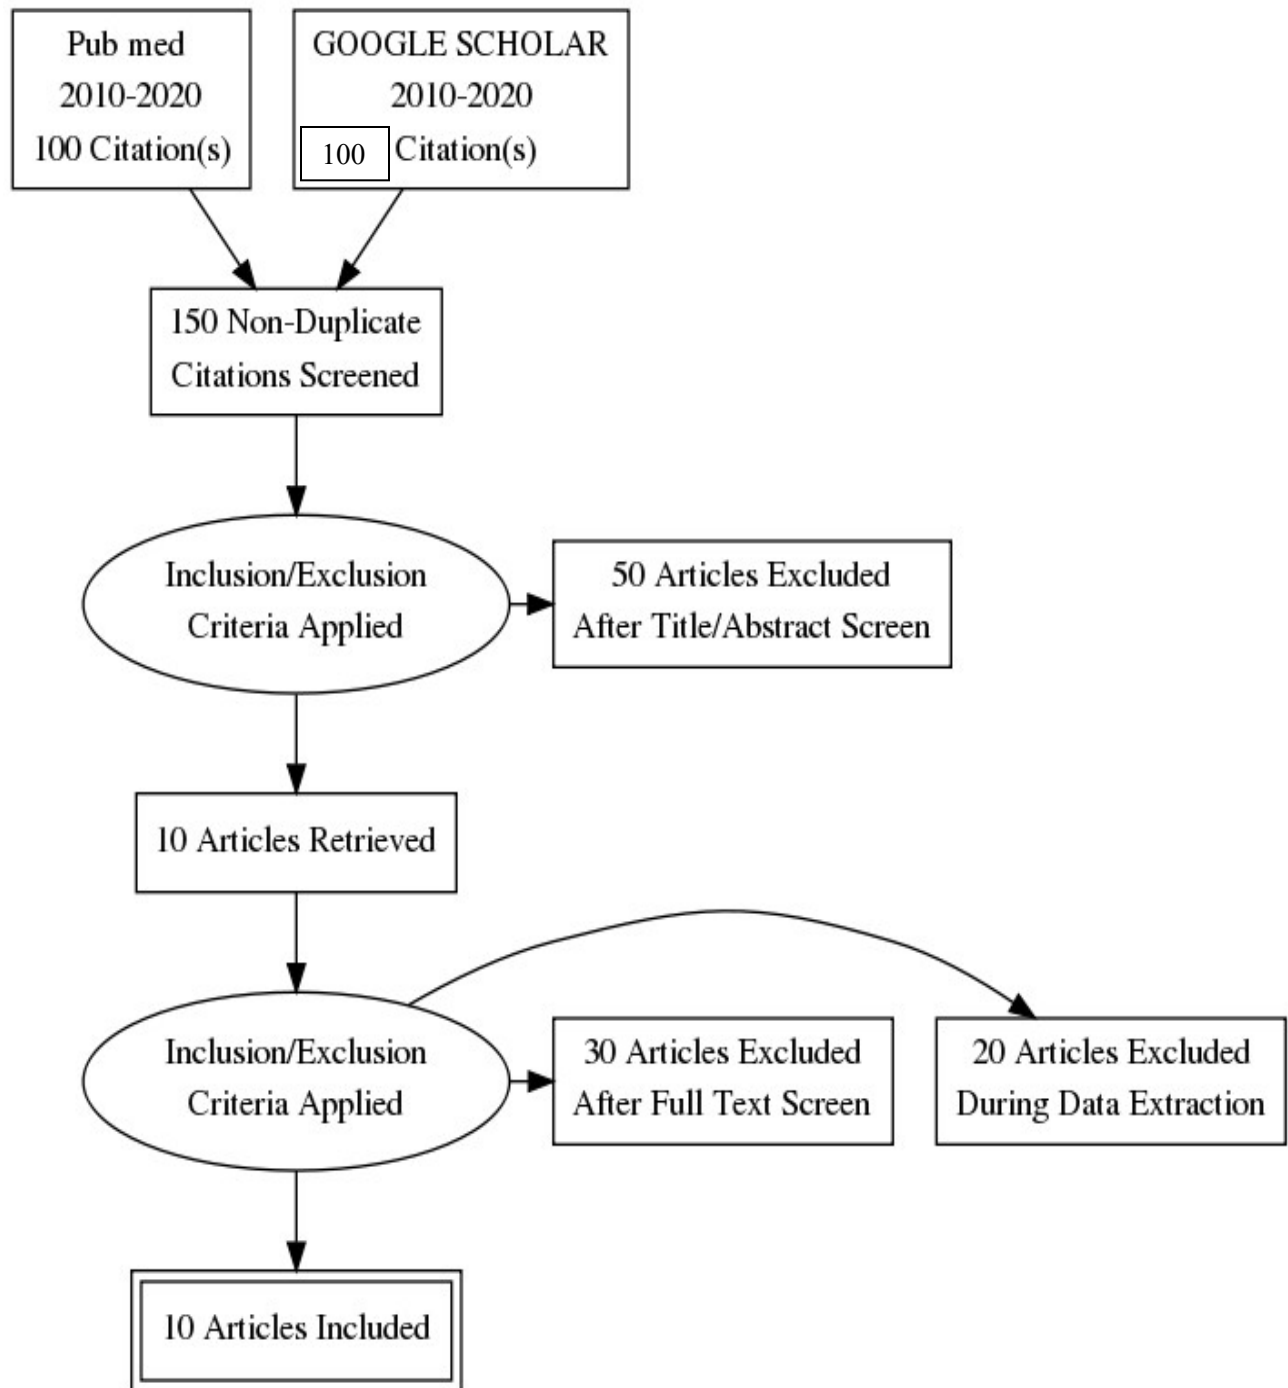 Pub med
2010-2020
100 Citation(s)
GOOGLE SCHOLAR
2010-2020
100 Citation(s)
150 Non-Duplicate
Citations Screened
Inclusion/Exclusion
Criteria Applied
50 Articles Excluded
After Title/Abstract Screen
10 Articles Retrieved
Inclusion/Exclusion
Criteria Applied
30 Articles Excluded
After Full Text Screen
20 Articles Excluded
During Data Extraction
10 Articles Included